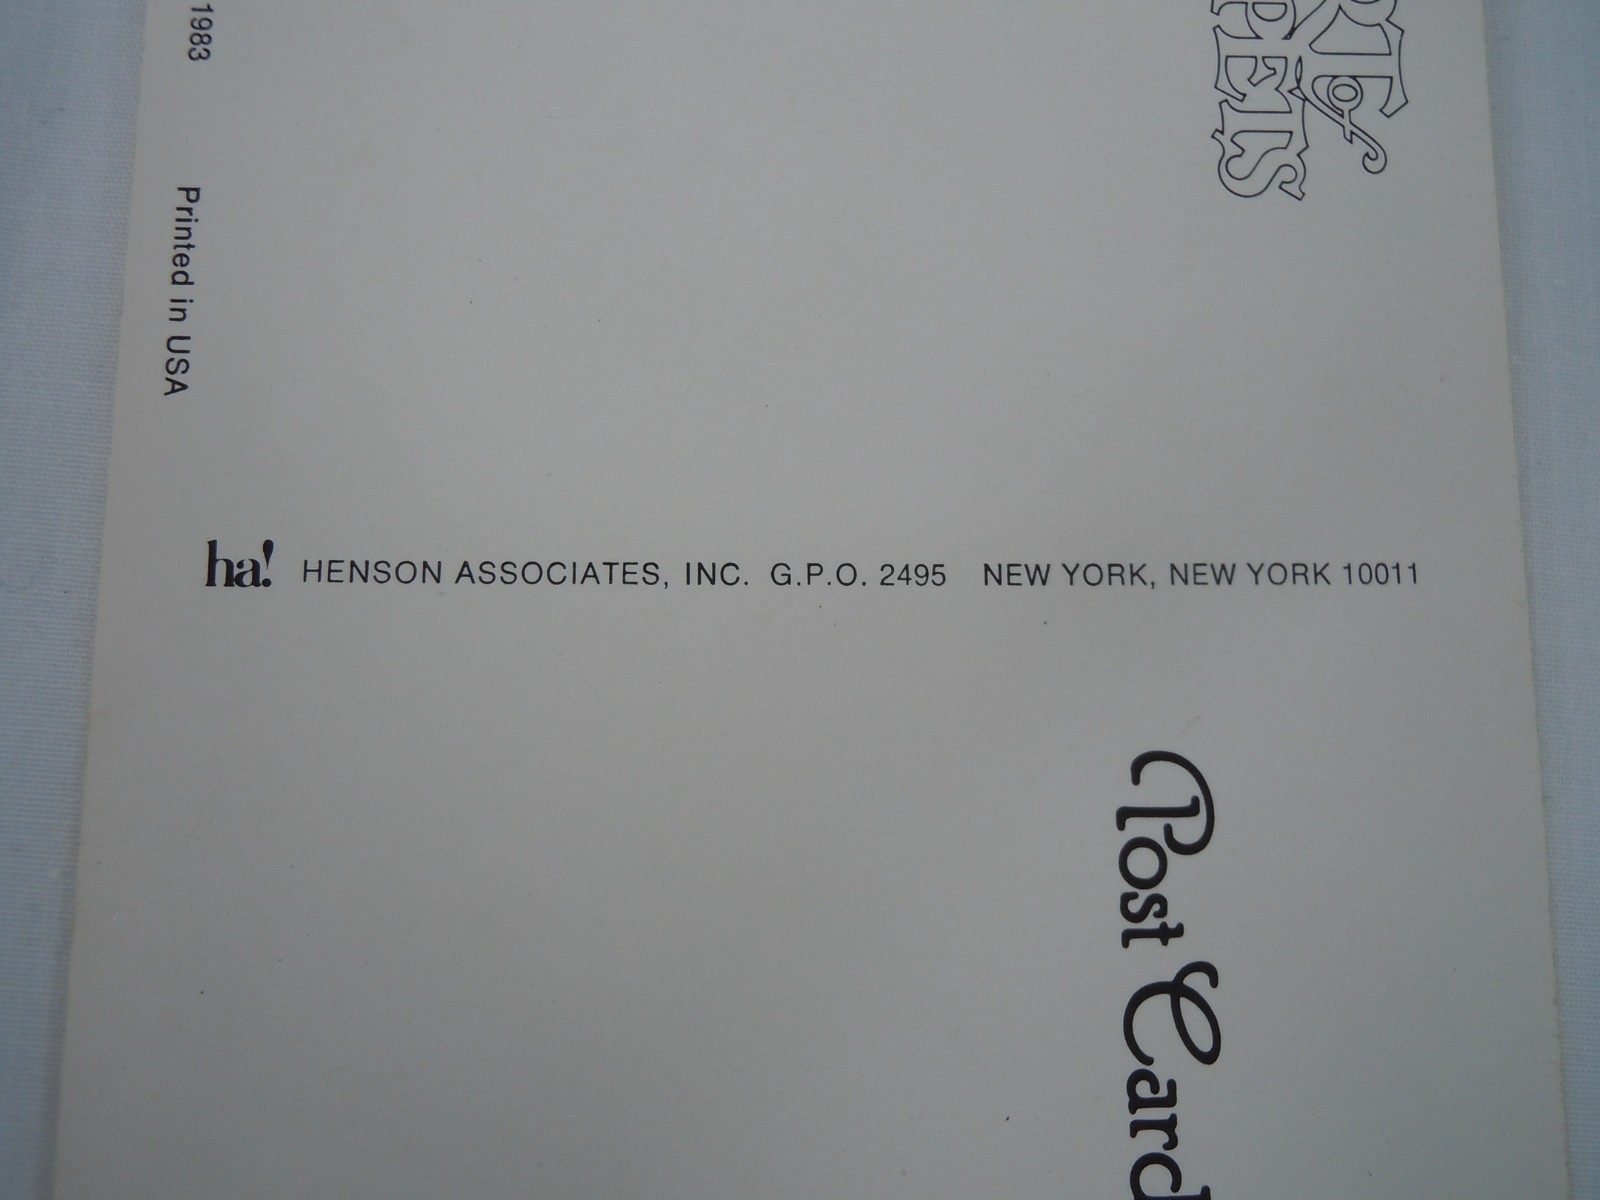 1983 Printed in USA
ha! HENSON ASSOCIATES, INC. G.P.O. 2495 NEW YORK, NEW YORK 10011
Post Card